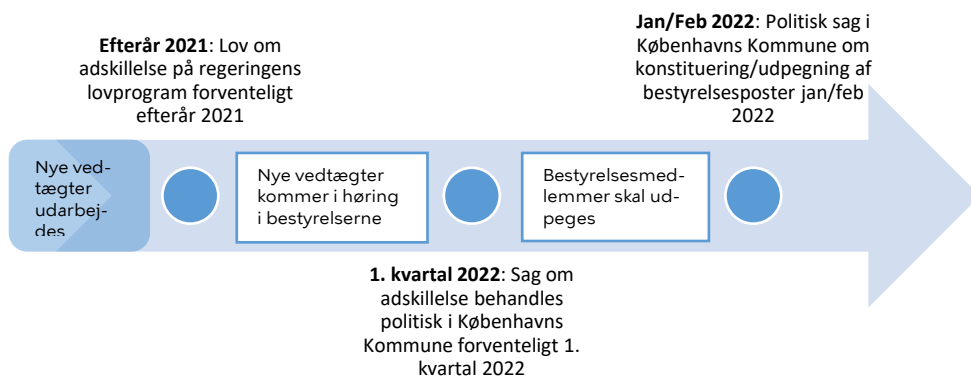 Efterår 2021: Lov om
adskillelse på regeringens
lovprogram forventeligt
efterår 2021
Jan/Feb 2022: Politisk sag i
Københavns Kommune om
konstituering/udpegning af
bestyrelsesposter jan/feb
2022
Nye ved-
tægter
udarbej-
des
Nye vedtægter
kommer i høring
i bestyrelserne
Bestyrelsesmed-
lemmer skal ud-
peges
1. kvartal 2022: Sag om
adskillelse behandles
politisk i Københavns
Kommune forventeligt 1.
kvartal 2022